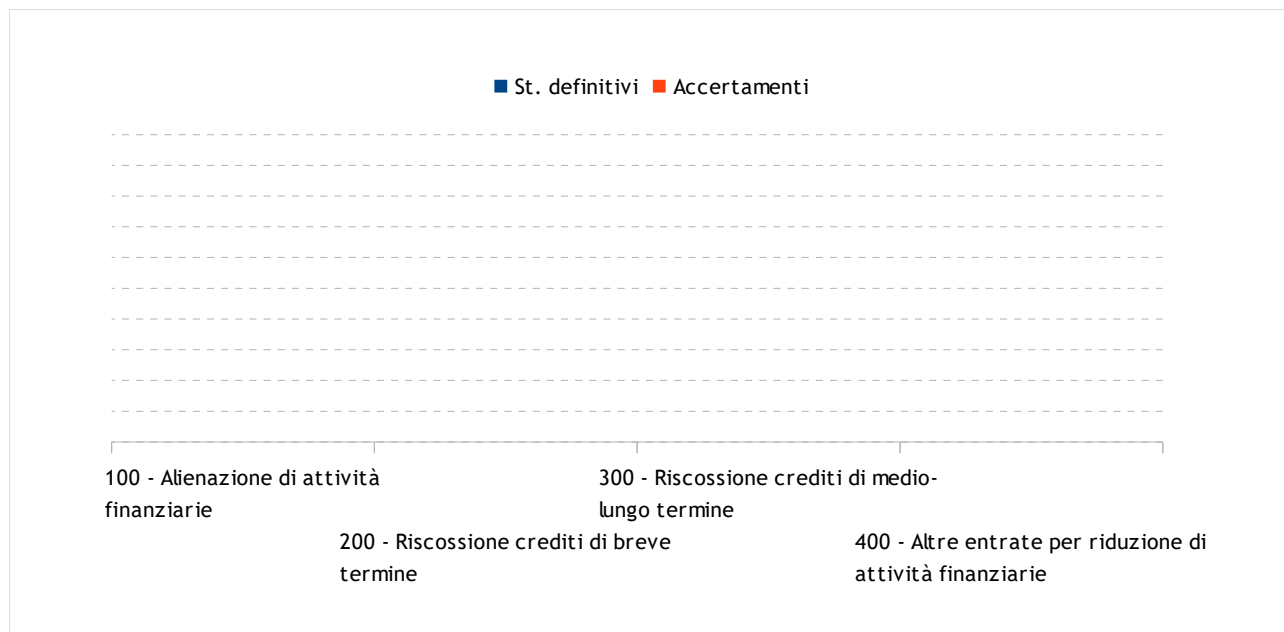 St. definitivi Accertamenti
100 - Alienazione di attività
finanziarie
200 - Riscossione crediti di breve
termine
300 - Riscossione crediti di medio-
lungo termine
400 - Altre entrate per riduzione di
attività finanziarie